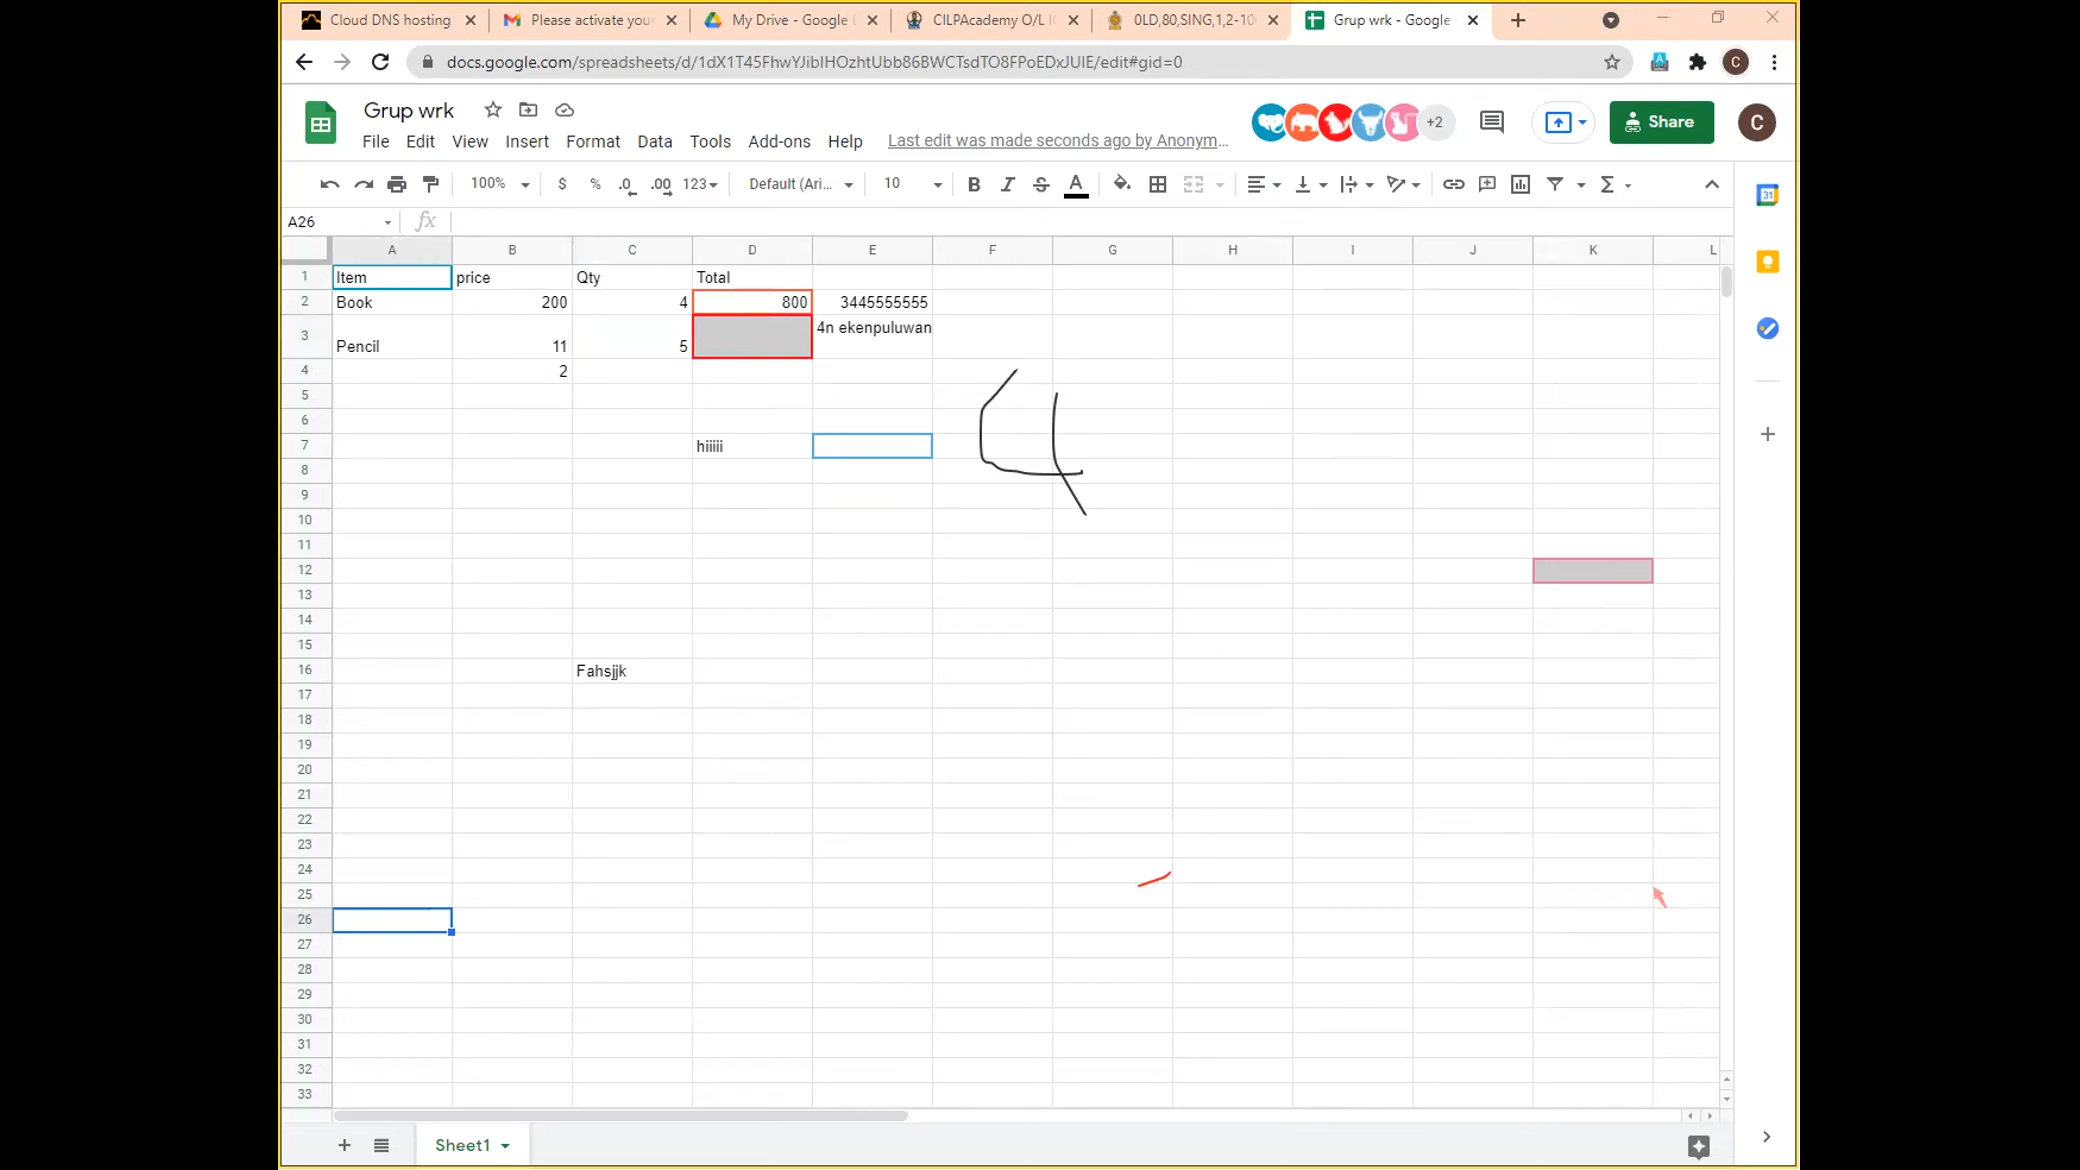 Cloud DNS hosting
Please activate your
My Drive - Google D
CILPAcademy O/L IC
0LD,80,SING,1,2-10
Grup wrk - Google
docs.google.com/spreadsheets/d/1dX1T45FhwYJibIHOzhtUbb86BWCTsdTO8FPoEDxJUIE/edit#gid=0
C
Grup wrk
+2
Share
C
File Edit View Insert Format Data Tools Add-ons Help Last edit was made seconds ago by Anonym...
100% $ % .0 .00 123 Default (Ari... 10 B I S A Σ
31
A26 fx
A B C D E F G H I J K L
1 Item price Qty Total
2 Book 200 4 800 3445555555
3 Pencil 11 5 4n ekenpuluwan
4 2
5
6
7 hiiiii
8
9
10
11
12
13
14
15
16 Fahsjjk
17
18
19
20
21
22
23
24
25
26
27
28
29
30
31
32
33
4
Sheet1